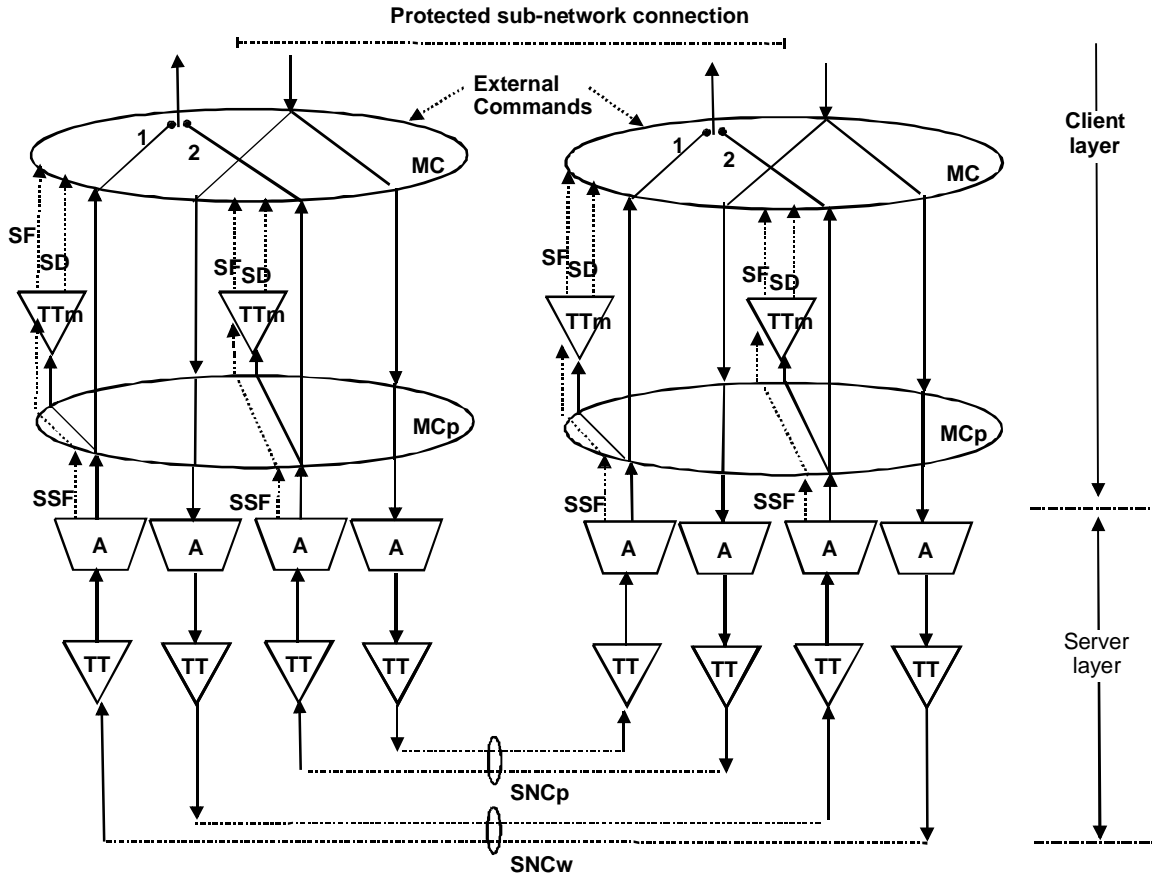 Protected sub-network connection
External
Commands
Client
layer
1
2
MC
1
2
MC
SF
SD
SF
SD
SF
SD
SF
SD
TTm
TTm
TTm
TTm
MCp
MCp
SSF
SSF
SSF
SSF
A
A
A
A
A
A
A
A
Server
layer
TT
TT
TT
TT
TT
TT
TT
TT
SNCp
SNCw